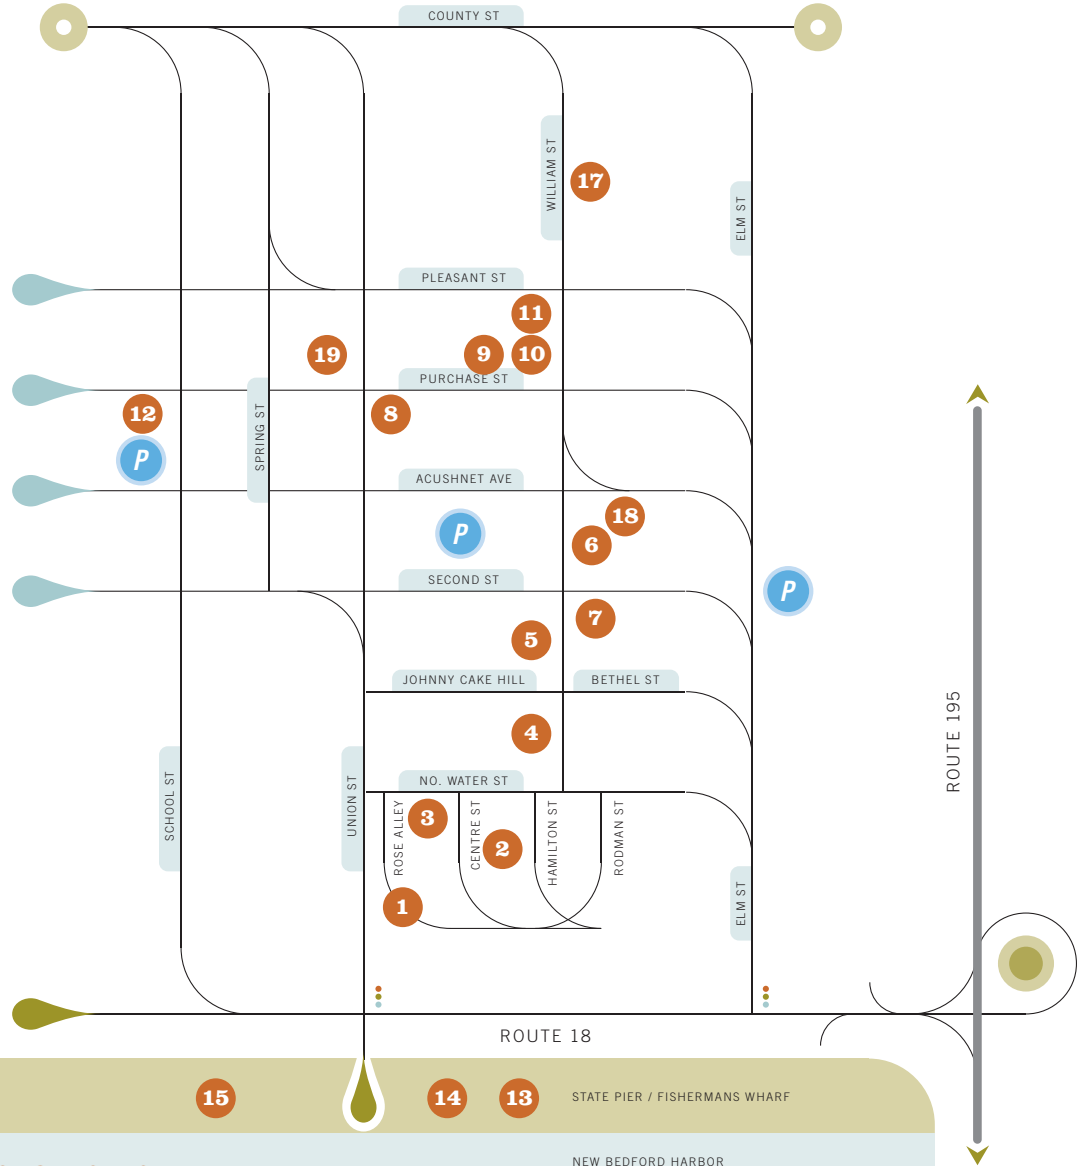 COUNTY ST
WILLIAM ST
17
ELM ST
PLEASANT ST
11
19
9
10
PURCHASE ST
12
8
P
SPRING ST
ACUSHNET AVE
18
P
6
SECOND ST
P
7
5
JOHNNY CAKE HILL
BETHEL ST
4
ROUTE 195
NO. WATER ST
SCHOOL ST
UNION ST
ROSE ALLEY
3
CENTRE ST
2
HAMILTON ST
RODMAN ST
1
ELM ST
ROUTE 18
15
14
13
STATE PIER / FISHERMANS WHARF
NEW BEDFORD HARBOR